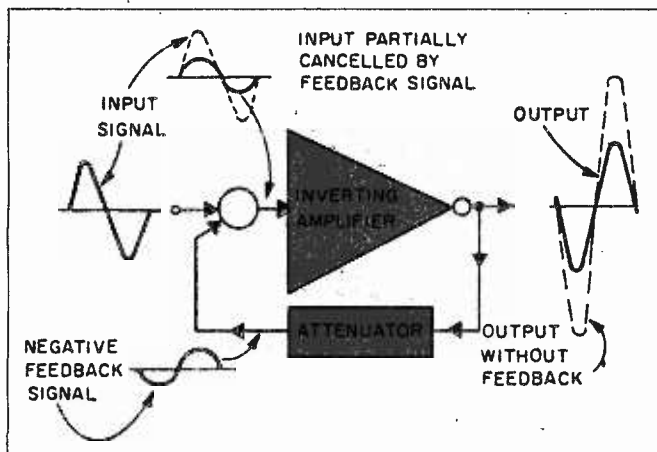 INPUT PARTIALLY
CANCELLED BY
FEEDBACK SIGNAL
INPUT
SIGNAL
OUTPUT
INVERTING
AMPLIFIER
ATTENUATOR
NEGATIVE
FEEDBACK
SIGNAL
OUTPUT
WITHOUT
FEEDBACK